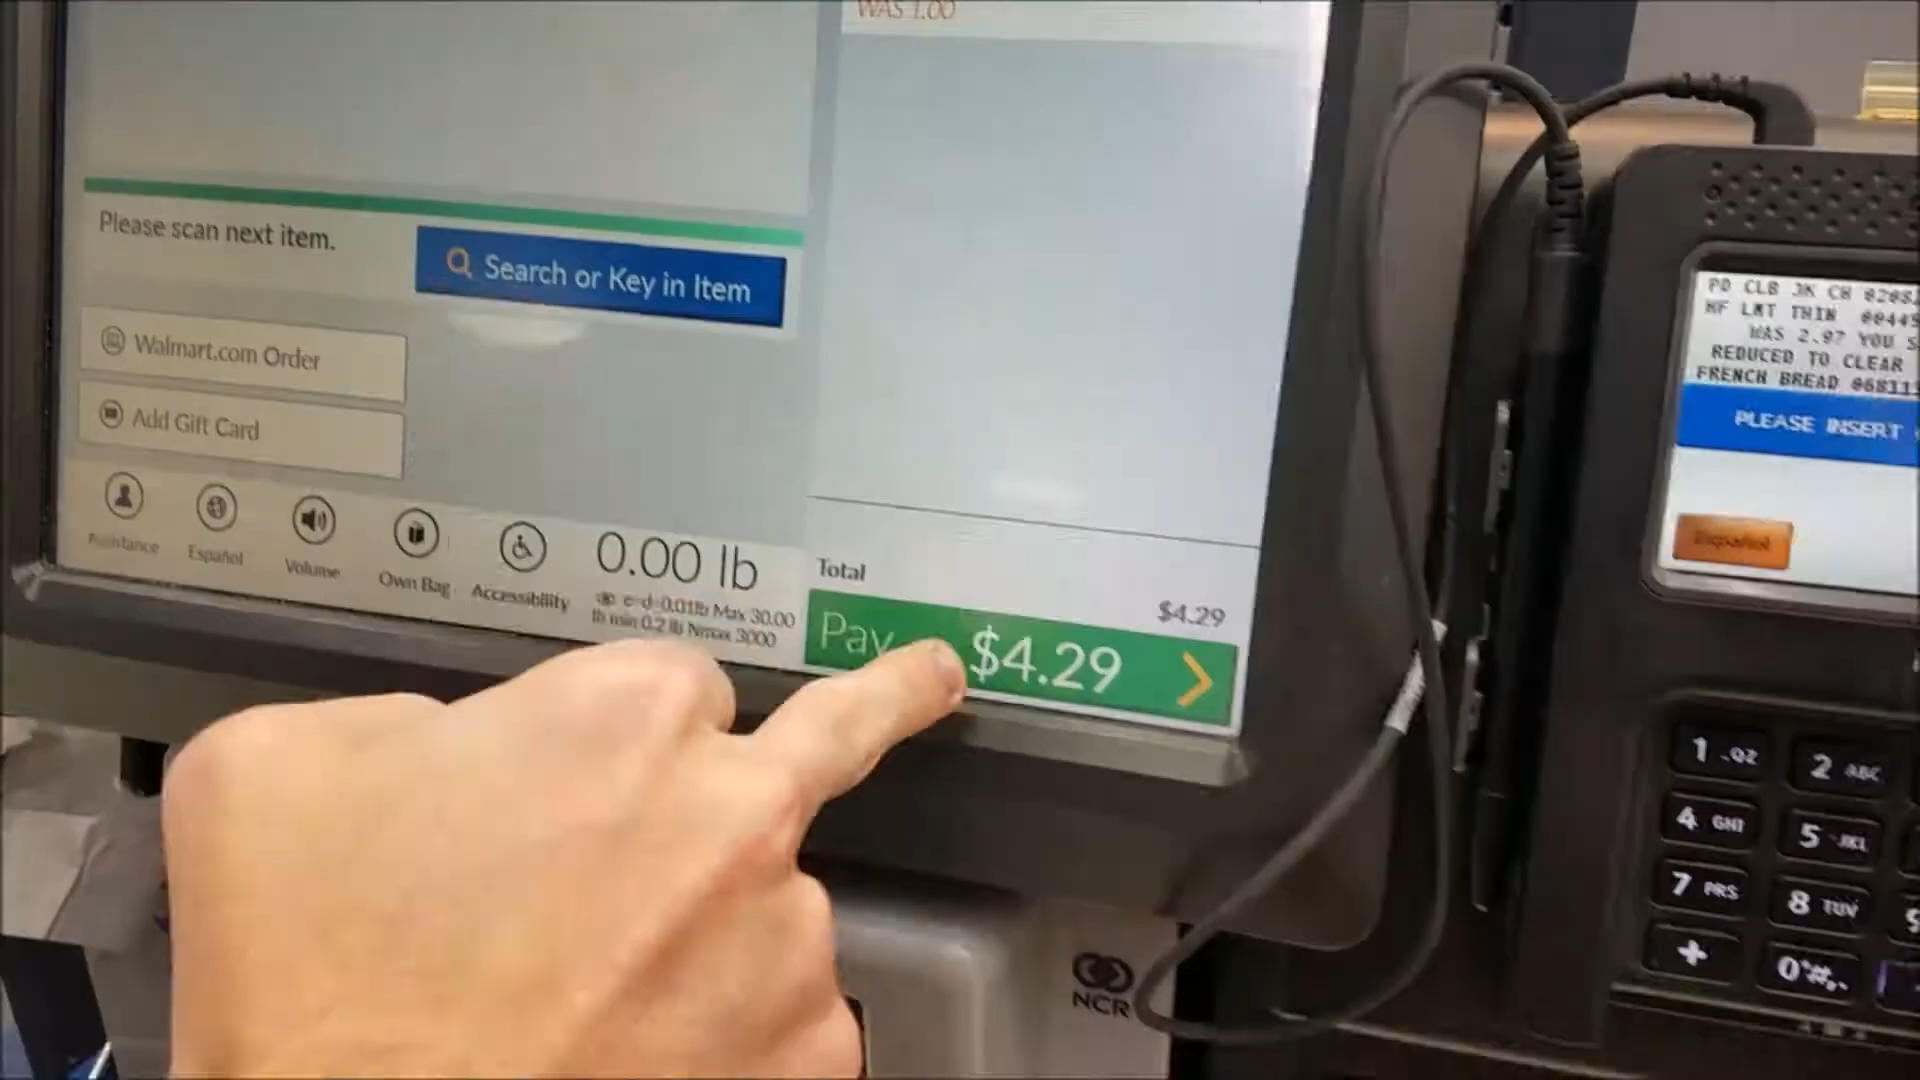 WAS 1.00
Please scan next item.
Search or Key in Item
Walmart.com Order
Add Gift Card
Assistance
Español
Volume
Own Bag
Accessibility
0.00 lb
e=d=0.01lb Max 30.00
lb min 0.2 lb Nmax 3000
Total
$4.29
Pay $4.29
NCR
PD CLB JK CH
MF LMT THIN
WAS 2.97 YOU S
REDUCED TO CLEAR
FRENCH BREAD
PLEASE INSERT
Español
1 .QZ
2 ABC
4 GHI
5 JKL
7 PRS
8 TUV
+
0*#,.